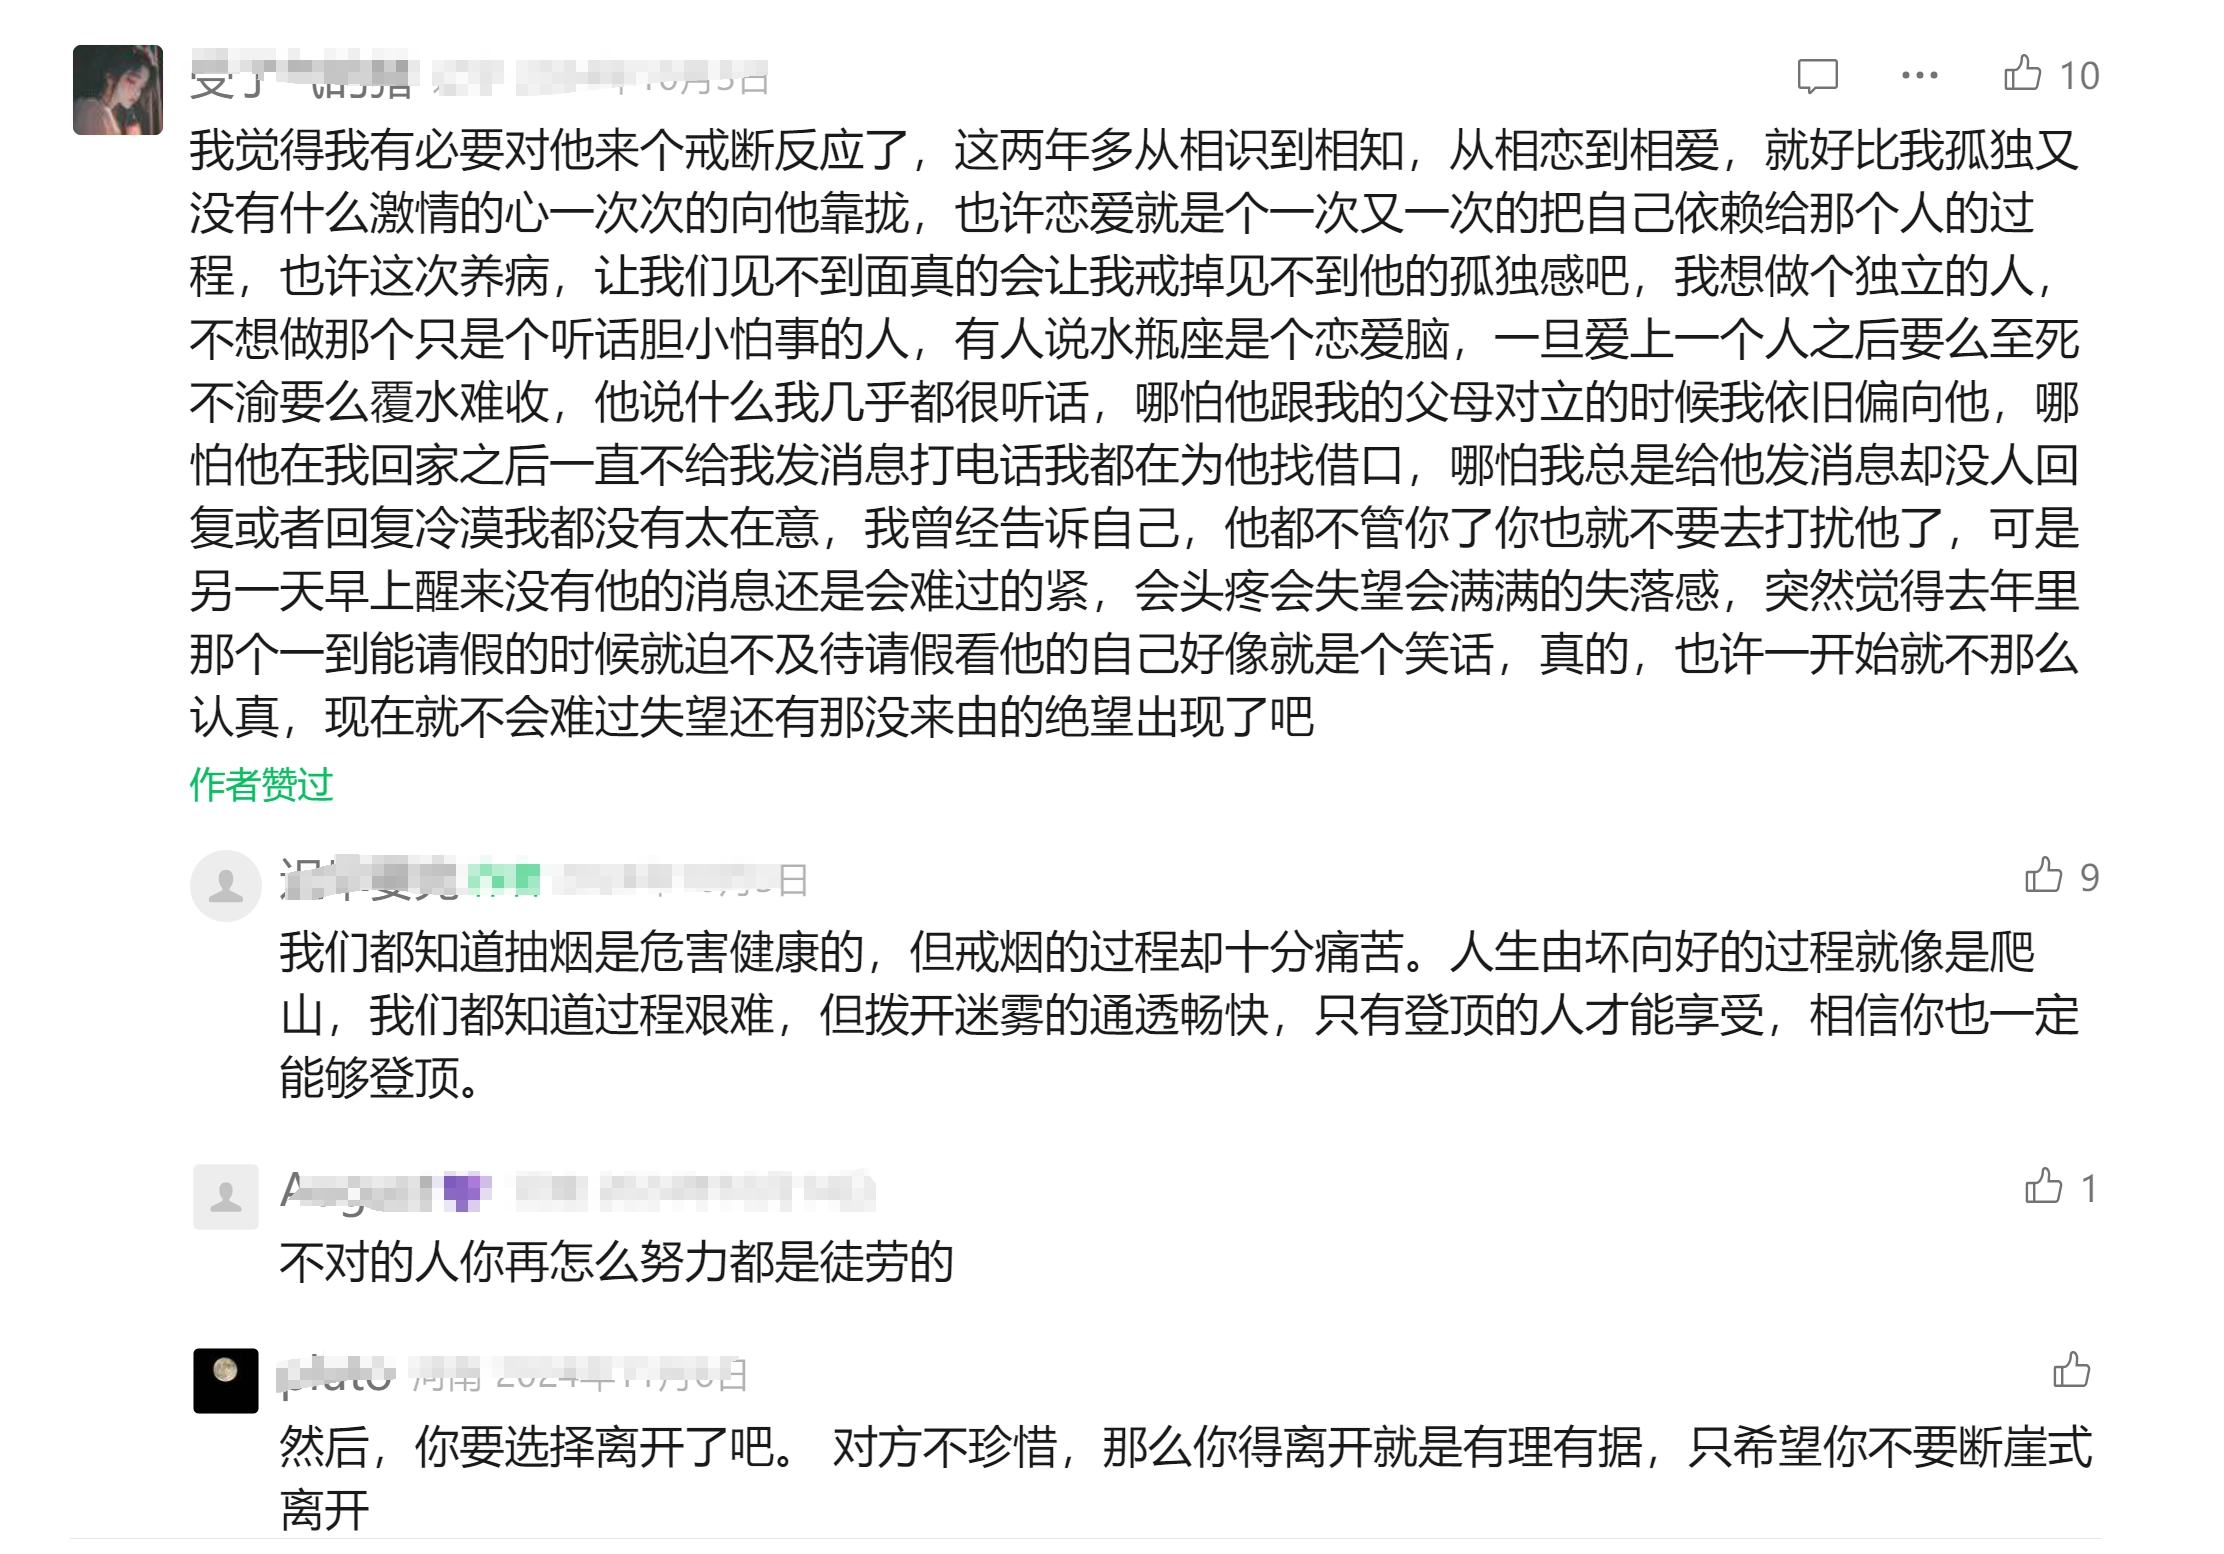 10
我觉得我有必要对他来个戒断反应了，这两年多从相识到相知，从相恋到相爱，就好比我孤独又
没有什么激情的心一次次的向他靠拢，也许恋爱就是个一次又一次的把自己依赖给那个人的过
程，也许这次养病，让我们见不到面真的会让我戒掉见不到他的孤独感吧，我想做个独立的人，
不想做那个只是个听话胆小怕事的人，有人说水瓶座是个恋爱脑，一旦爱上一个人之后要么至死
不渝要么覆水难收，他说什么我几乎都很听话，哪怕他跟我的父母对立的时候我依旧偏向他，哪
怕他在我回家之后一直不给我发消息打电话我都在为他找借口，哪怕我总是给他发消息却没人回
复或者回复冷漠我都没有太在意，我曾经告诉自己，他都不管你了你也就不要去打扰他了，可是
另一天早上醒来没有他的消息还是会难过的紧，会头疼会失望会满满的失落感，突然觉得去年里
那个一到能请假的时候就迫不及待请假看他的自己好像就是个笑话，真的，也许一开始就不那么
认真，现在就不会难过失望还有那没来由的绝望出现了吧
作者赞过
日 9
我们都知道抽烟是危害健康的，但戒烟的过程却十分痛苦。人生由坏向好的过程就像是爬
山，我们都知道过程艰难，但拨开迷雾的通透畅快，只有登顶的人才能享受，相信你也一定
能够登顶。
1
不对的人你再怎么努力都是徒劳的
然后，你要选择离开了吧。 对方不珍惜，那么你得离开就是有理有据，只希望你不要断崖式
离开